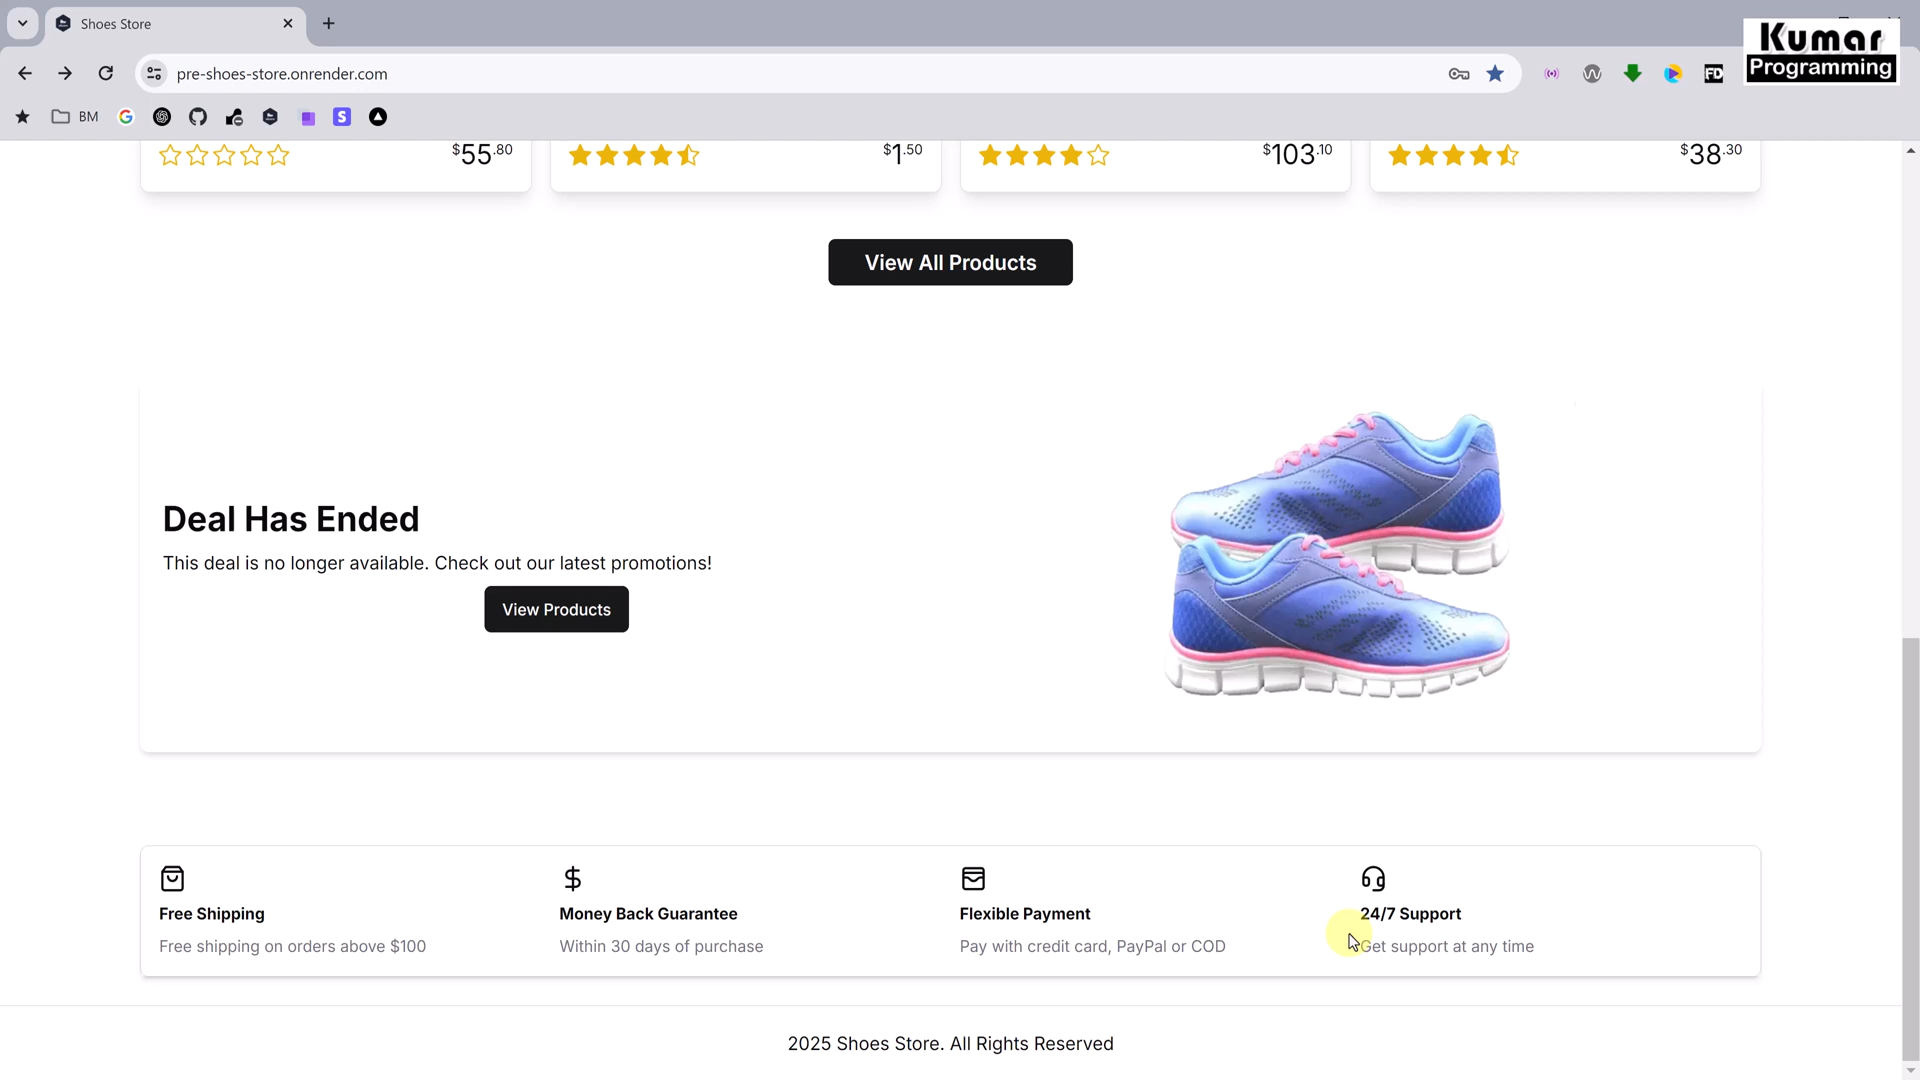 Shoes Store
Kumar
Programming
pre-shoes-store.onrender.com
FD
BM
$55.80
$1.50
$103.10
$38.30
View All Products
Deal Has Ended
This deal is no longer available. Check out our latest promotions!
View Products
Free Shipping
Free shipping on orders above $100
Money Back Guarantee
Within 30 days of purchase
Flexible Payment
Pay with credit card, PayPal or COD
24/7 Support
Get support at any time
2025 Shoes Store. All Rights Reserved